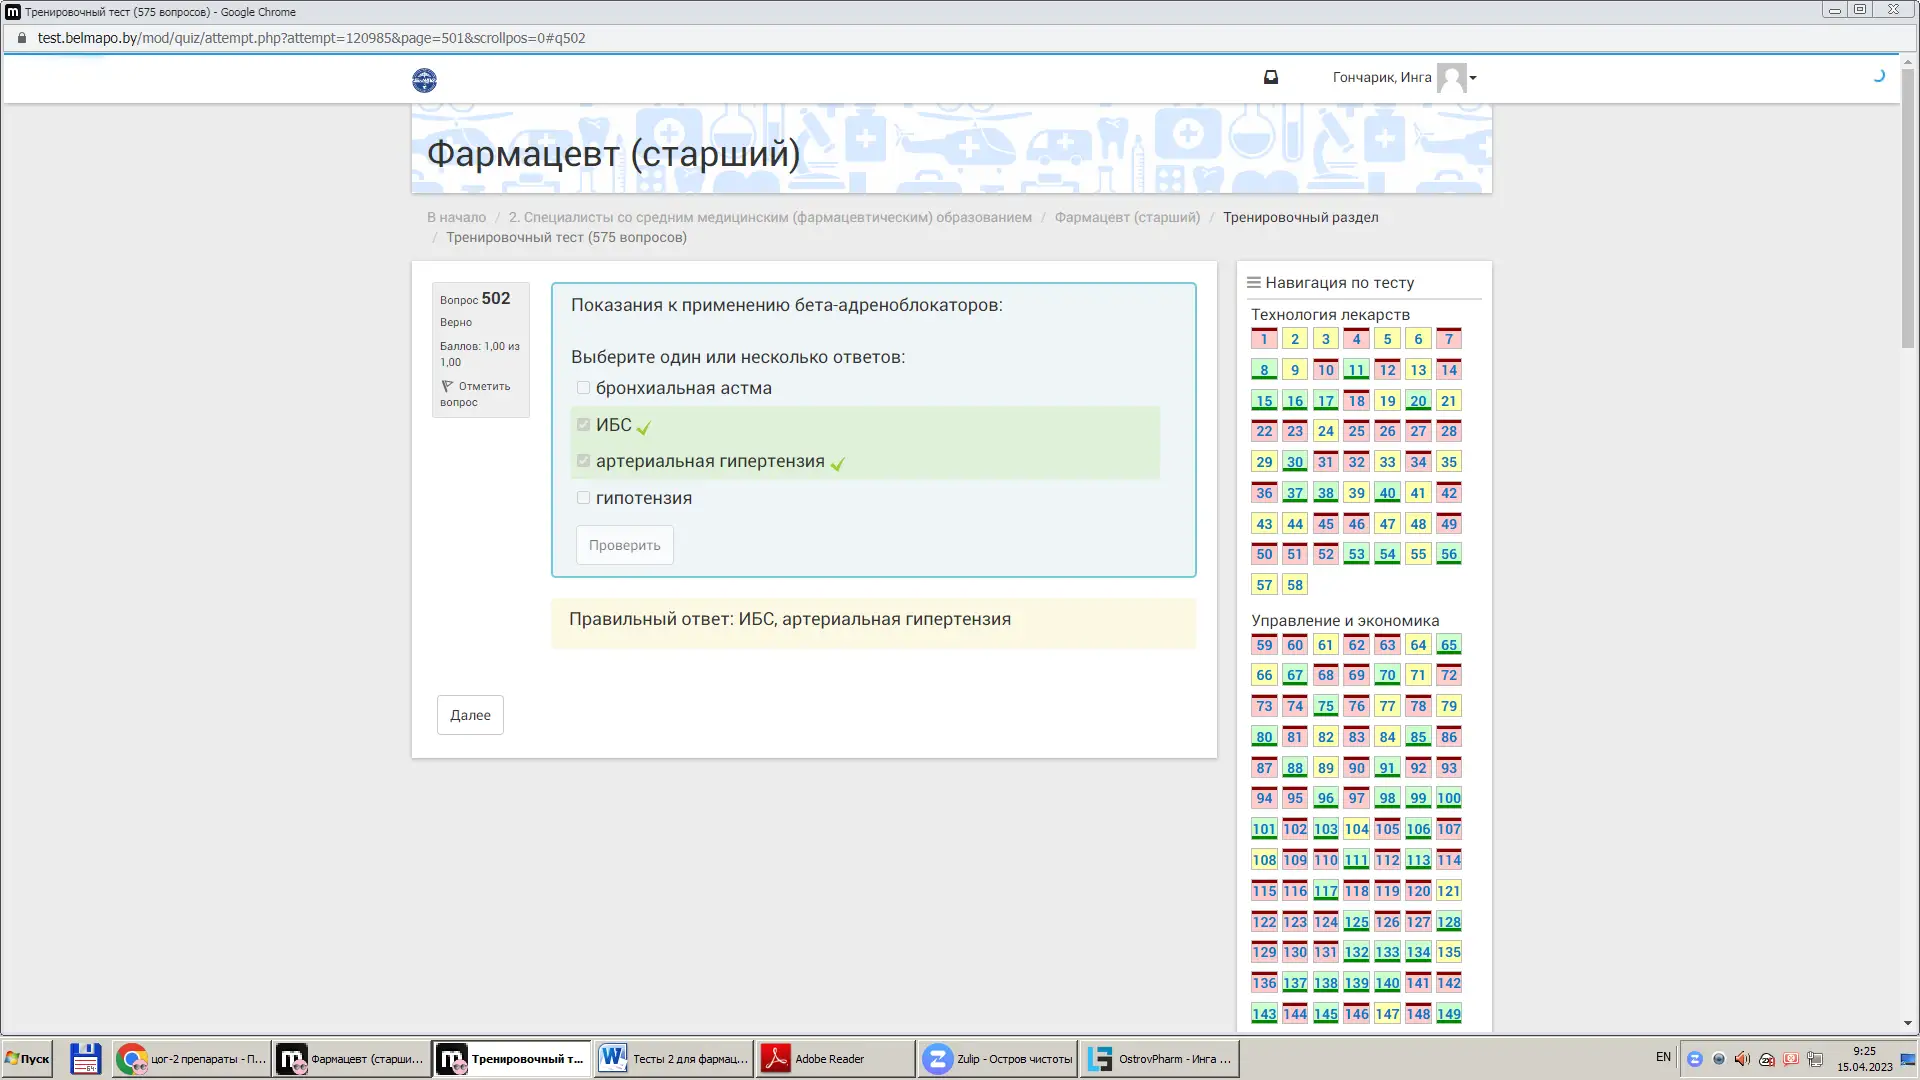 Тренировочный тест (575 вопросов) - Google Chrome
test.belmapo.by/mod/quiz/attempt.php?attempt=120985&page=501&scrollpos=0#q502
Гончарик, Инга
Фармацевт (старший)
В начало / 2. Специалисты со средним медицинским (фармацевтическим) образованием / Фармацевт (старший) / Тренировочный раздел
/ Тренировочный тест (575 вопросов)
Вопрос 502
Верно
Баллов: 1,00 из
1,00
Отметить
вопрос
Показания к применению бета-адреноблокаторов:
Выберите один или несколько ответов:
бронхиальная астма
ИБС
артериальная гипертензия
гипотензия
Проверить
Правильный ответ: ИБС, артериальная гипертензия
Далее
Навигация по тесту
Технология лекарств
1 2 3 4 5 6 7
8 9 10 11 12 13 14
15 16 17 18 19 20 21
22 23 24 25 26 27 28
29 30 31 32 33 34 35
36 37 38 39 40 41 42
43 44 45 46 47 48 49
50 51 52 53 54 55 56
57 58
Управление и экономика
59 60 61 62 63 64 65
66 67 68 69 70 71 72
73 74 75 76 77 78 79
80 81 82 83 84 85 86
87 88 89 90 91 92 93
94 95 96 97 98 99 100
101 102 103 104 105 106 107
108 109 110 111 112 113 114
115 116 117 118 119 120 121
122 123 124 125 126 127 128
129 130 131 132 133 134 135
136 137 138 139 140 141 142
143 144 145 146 147 148 149
Пуск
цог-2 препараты - П...
Фармацевт (старши...
Тренировочный т...
Тесты 2 для фармац...
Adobe Reader
Zulip - Остров чистоты
OstrovPharm - Инга ...
EN
9:25
15.04.2023